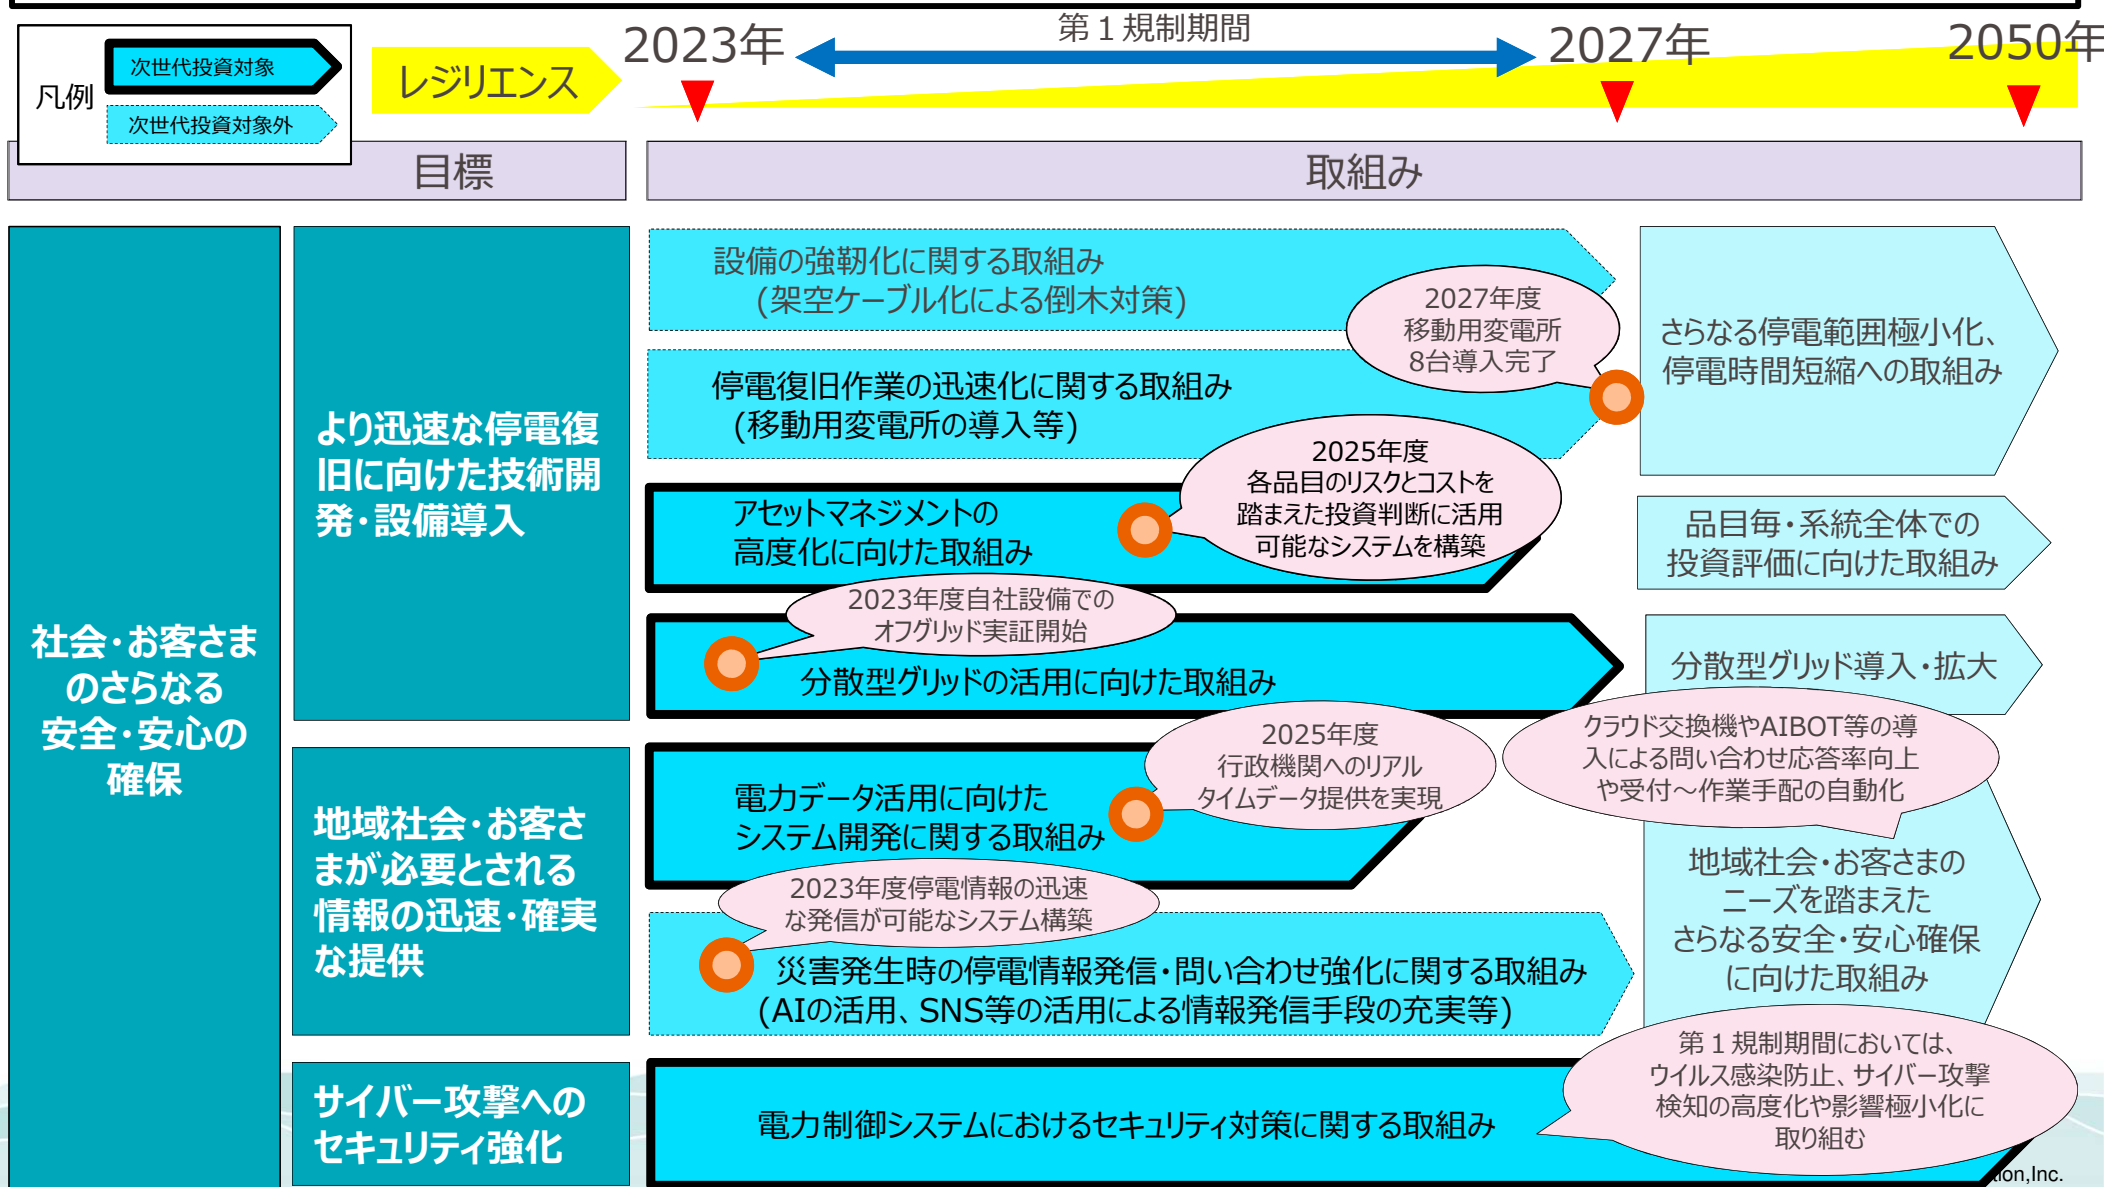 凡例
次世代投資対象
次世代投資対象外
レジリエンス
2023年
第１規制期間
2027年
2050年
目標
取組み
社会・お客さま
のさらなる
安全・安心の
確保
より迅速な停電復
旧に向けた技術開
発・設備導入
設備の強靭化に関する取組み
(架空ケーブル化による倒木対策)
2027年度
移動用変電所
8台導入完了
停電復旧作業の迅速化に関する取組み
(移動用変電所の導入等)
さらなる停電範囲極小化、
停電時間短縮への取組み
アセットマネジメントの
高度化に向けた取組み
2025年度
各品目のリスクとコストを
踏まえた投資判断に活用
可能なシステムを構築
品目毎・系統全体での
投資評価に向けた取組み
2023年度自社設備での
オフグリッド実証開始
分散型グリッドの活用に向けた取組み
分散型グリッド導入・拡大
地域社会・お客さ
まが必要とされる
情報の迅速・確実
な提供
電力データ活用に向けた
システム開発に関する取組み
2025年度
行政機関へのリアル
タイムデータ提供を実現
クラウド交換機やAIBOT等の導
入による問い合わせ応答率向上
や受付～作業手配の自動化
2023年度停電情報の迅速
な発信が可能なシステム構築
災害発生時の停電情報発信・問い合わせ強化に関する取組み
(AIの活用、SNS等の活用による情報発信手段の充実等)
地域社会・お客さまの
ニーズを踏まえた
さらなる安全・安心確保
に向けた取組み
サイバー攻撃への
セキュリティ強化
電力制御システムにおけるセキュリティ対策に関する取組み
第１規制期間においては、
ウイルス感染防止、サイバー攻撃
検知の高度化や影響極小化に
取り組む
ion,Inc.